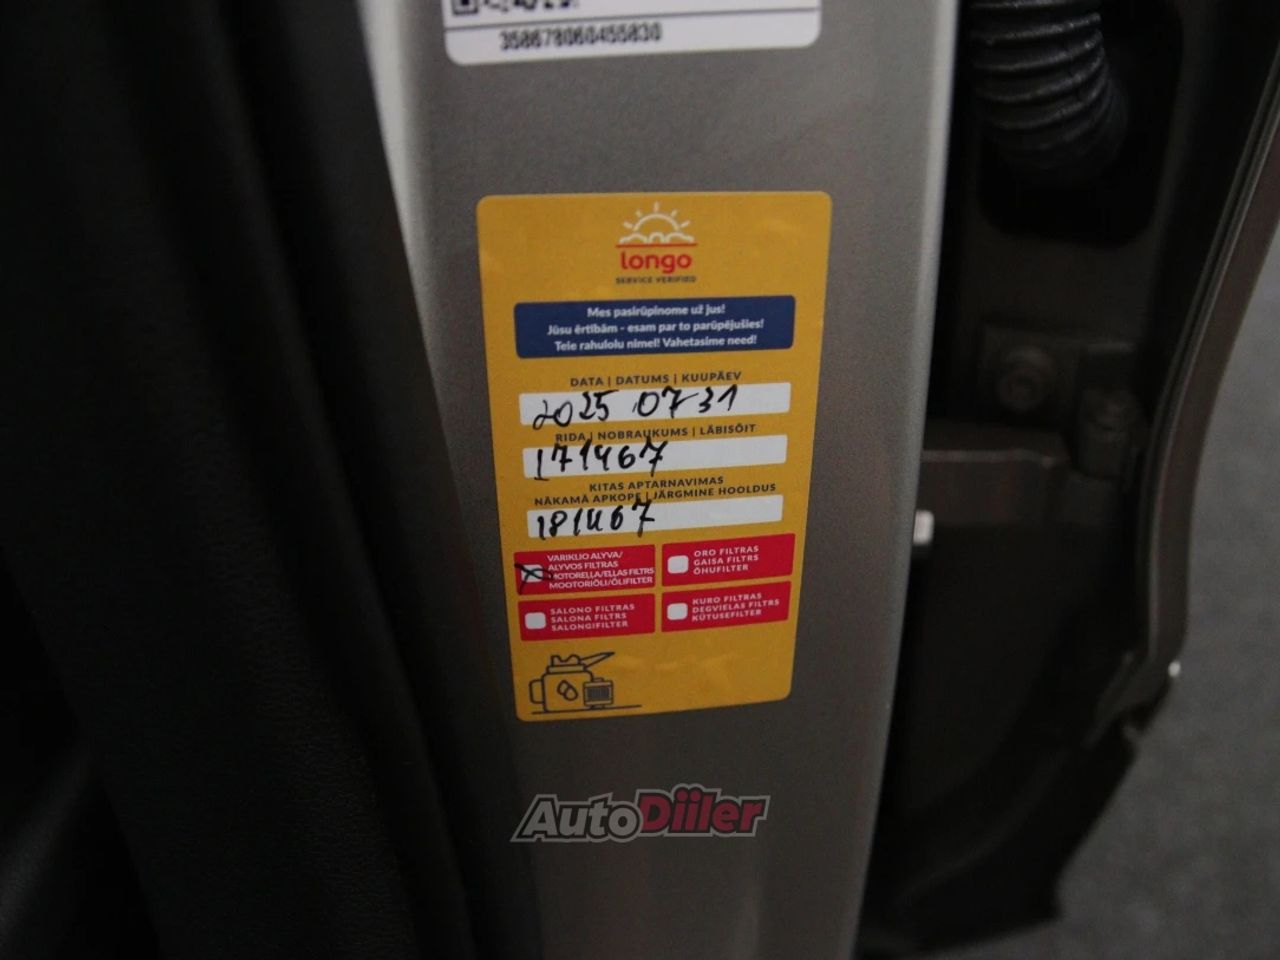 358678060455830
longo
SERVICE VERIFIED
Mes pasirūpinome už jus!
Jūsu ērtībām - esam par to parūpējušies!
Teie rahulolu nimel! Vahetasime need!
DATA | DATUMS | KUUPÄEV
2025 07 31
RIDA | NOBRAUKUMS | LÄBISÕIT
171467
KITAS APTARNAVIMAS
NĀKAMĀ APKOPE | JÄRGMINE HOOLDUS
181467
VARIKLIO ALYVA/
ALYVOS FILTRAS
MOTORELLA/ELLAS FILTRS
MOOTORIÕLI/ÕLIFILTER
ORO FILTRAS
GAISA FILTRS
ÕHUFILTER
SALONO FILTRAS
SALONA FILTRS
SALONGIFILTER
KURO FILTRAS
DEGVIELAS FILTRS
KÜTUSEFILTER
AutoDiiler